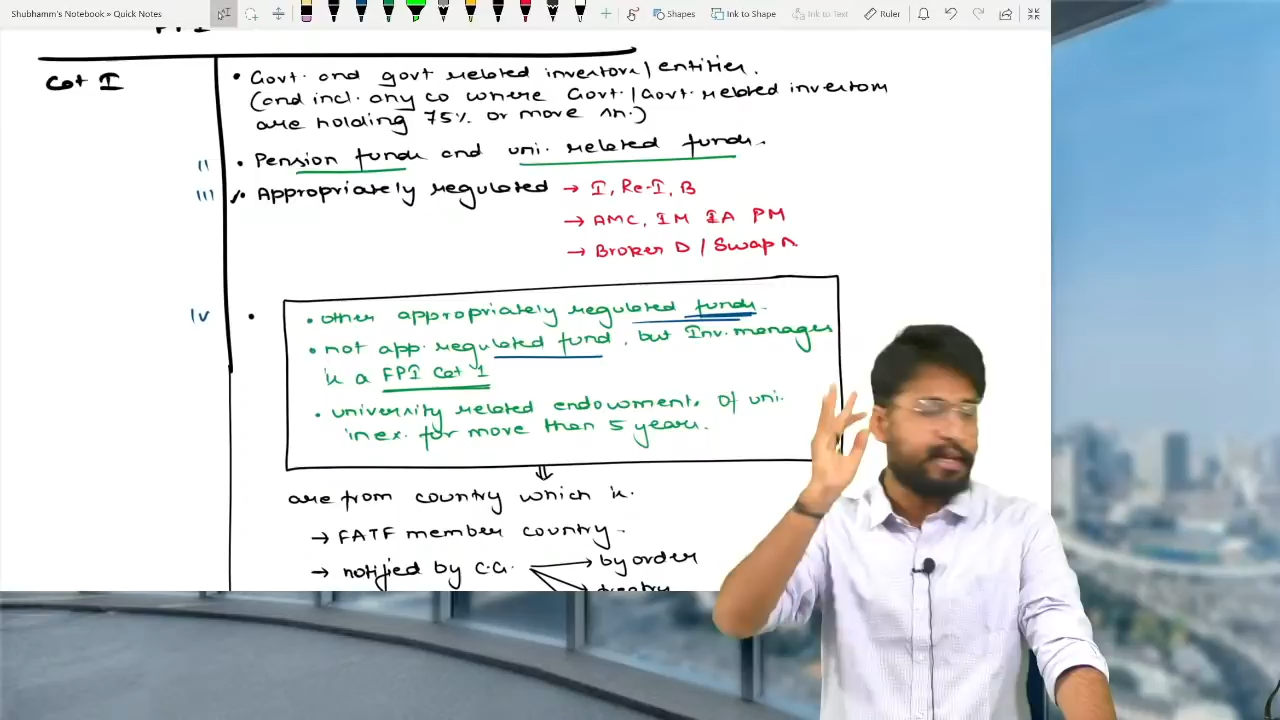 Shubhamm's Notebook » Quick Notes
Shapes
Ink to Shape
Ink to Text
Ruler
FPI
Cat I
• Govt. and govt related investors/entities.
(and incl. any co where Govt./Govt. related investors
are holding 75% or more sh.)
ii • Pension funds and uni. related funds.
iii • Appropriately regulated → I, Re-I, B
→ AMC, IM IA PM
→ Broker D / Swap
iv •
• other appropriately regulated funds.
• not app. regulated fund, but Inv. manager
is a FPI Cat 1
• university related endowments of uni.
in ex. for more than 5 years.
are from country which is.
→ FATF member country.
→ notified by C.G. → by order
treaty